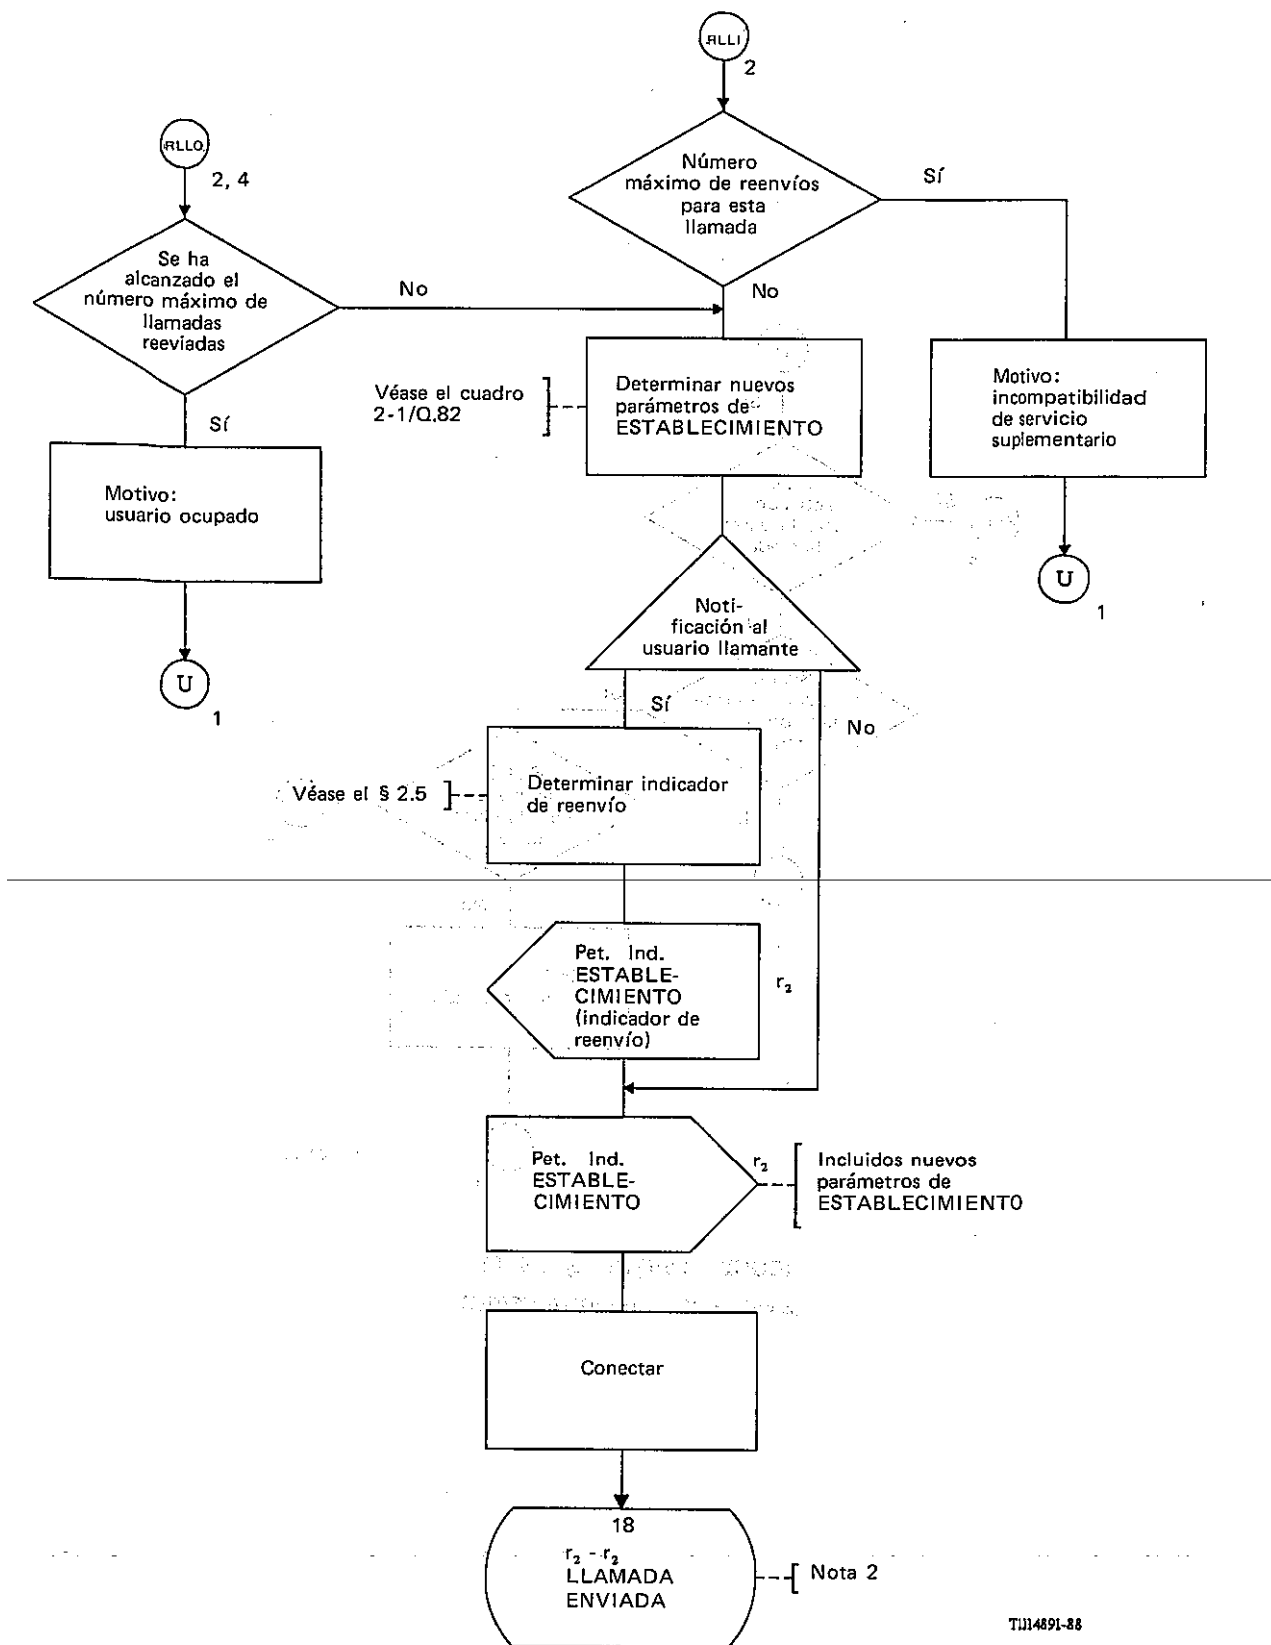 RLLI
2
RLLO
2, 4
Número
máximo de reenvíos
para esta
llamada
Sí
No
Se ha
alcanzado el
número máximo de
llamadas
reeviadas
No
Sí
Véase el cuadro
2-1/Q.82
Determinar nuevos
parámetros de
ESTABLECIMIENTO
Motivo:
incompatibilidad
de servicio
suplementario
Motivo:
usuario ocupado
U
1
U
1
Noti-
ficación al
usuario llamante
Sí
No
Véase el § 2.5
Determinar indicador
de reenvío
Pet. Ind.
ESTABLE-
CIMIENTO
(indicador de
reenvío)
r₂
Pet. Ind.
ESTABLE-
CIMIENTO
r₂
Incluidos nuevos
parámetros de
ESTABLECIMIENTO
Conectar
18
r₂ - r₂
LLAMADA
ENVIADA
Nota 2
T1114891-88